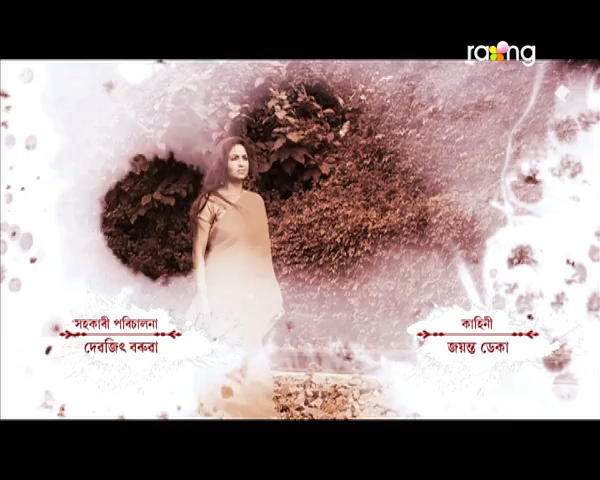 rang
সহকাৰী পৰিচালনা
দেৱজিৎ বৰুৱা
কাহিনী
জয়ন্ত ডেকা